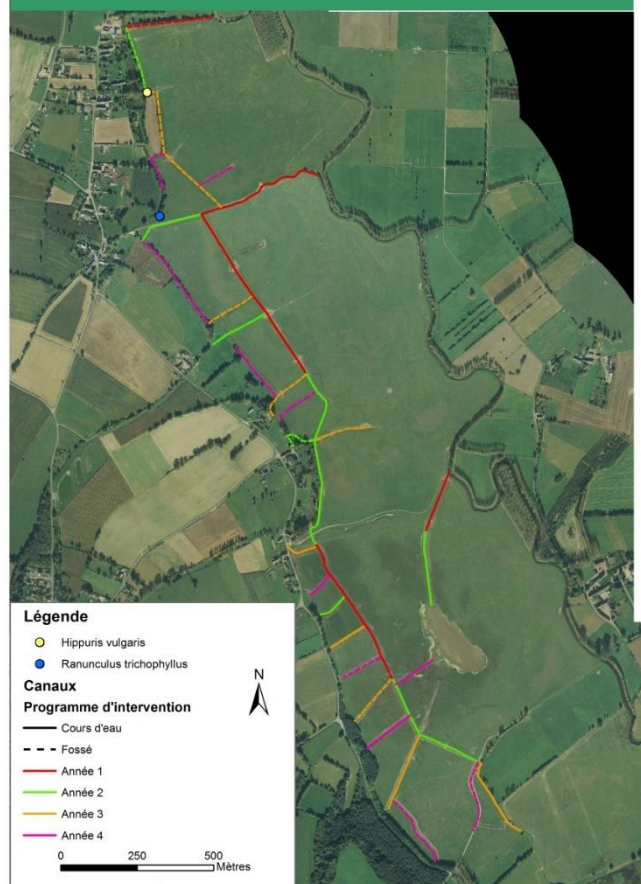 Légende
Hippuris vulgaris
Ranunculus trichophyllus
Canaux
Programme d'intervention
Cours d'eau
Fossé
Année 1
Année 2
Année 3
Année 4
0 250 500
Mètres
N